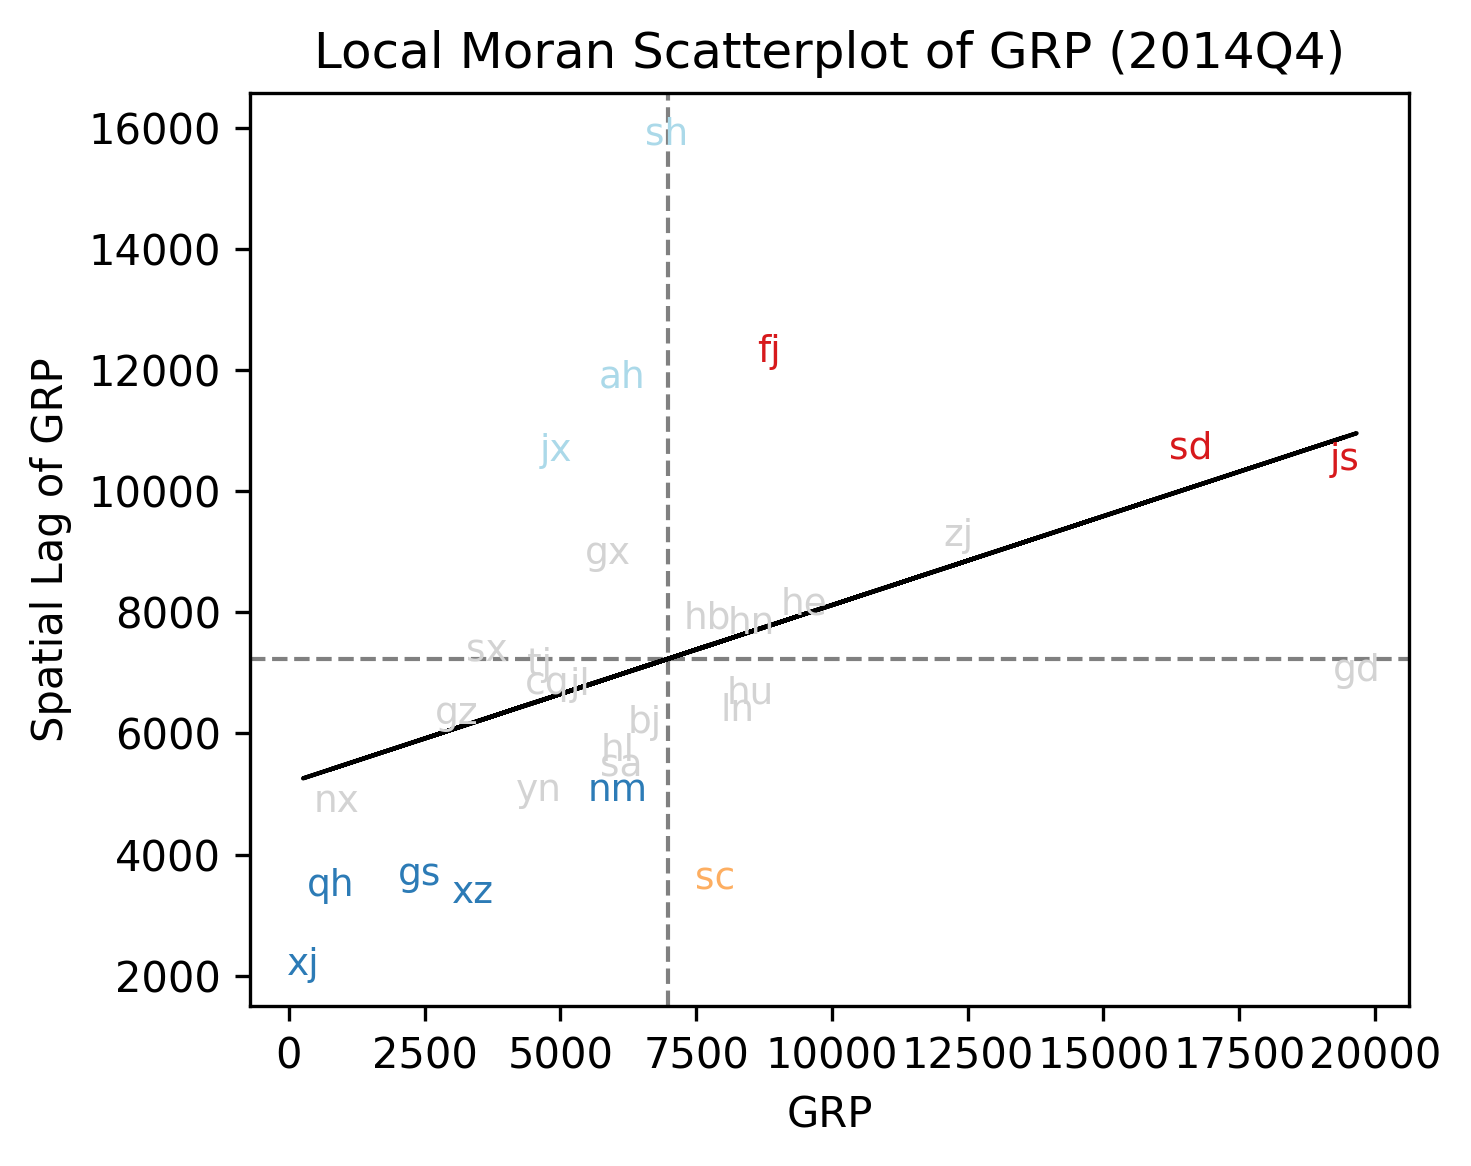 Local Moran Scatterplot of GRP (2014Q4)
16000
14000
12000
10000
8000
6000
4000
2000
Spatial Lag of GRP
sh
fj
ah
jx
sd
js
zj
gx
he
hb
hn
sx
tj
gd
cq
jl
hu
ln
gz
bj
hl
sa
nm
yn
nx
gs
sc
qh
xz
xj
0 2500 5000 7500 10000 12500 15000 17500 20000
GRP